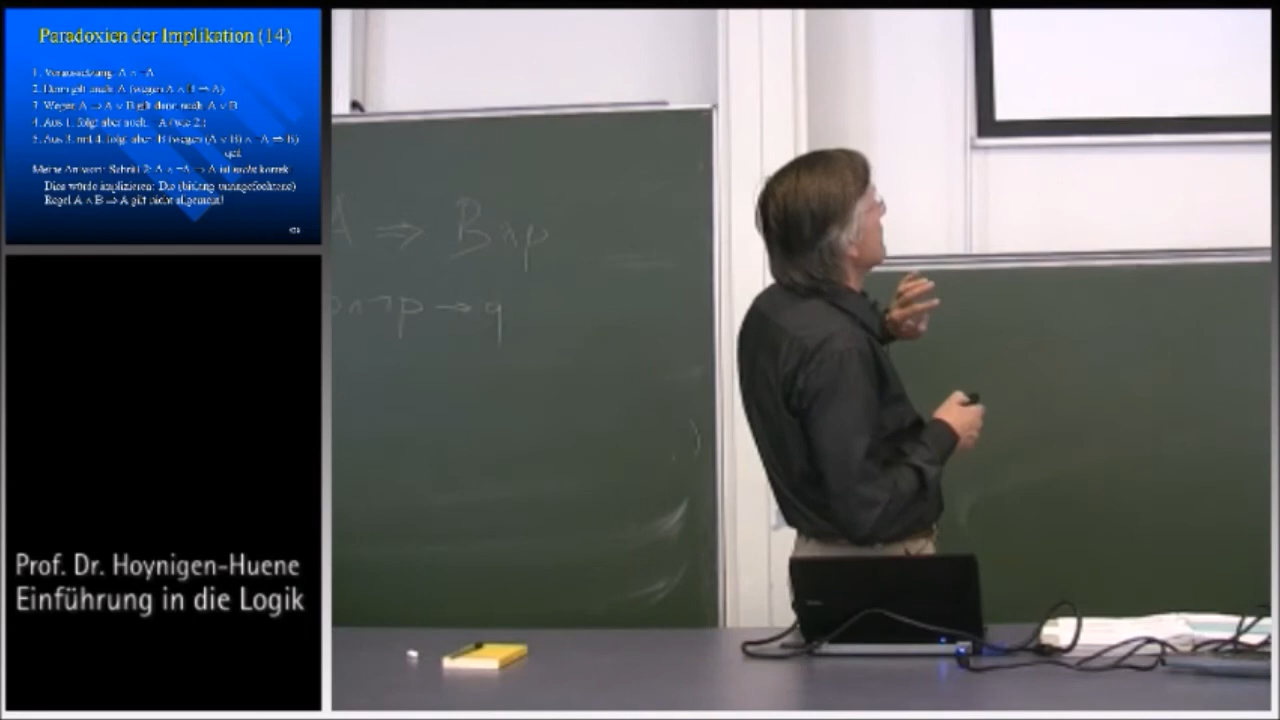 Paradoxien der Implikation (14)
1. Voraussetzung: A ∧ ¬A
2. Dann gilt auch: A (wegen A ∧ B ⇒ A)
3. Wegen A ⇒ A ∨ B gilt dann auch: A ∨ B
4. Aus 1. folgt aber auch: ¬A (wie 2.)
5. Aus 3. und 4. folgt aber: B (wegen (A ∨ B) ∧ ¬A ⇒ B)
qed
Meine Antwort: Schritt 2: A ∧ ¬A ⇒ A ist nicht korrekt
Dies würde implizieren: Die (bislang unangefochtene)
Regel A ∧ B ⇒ A gilt nicht allgemein!
A ⇒ B ∧ p
∧ ¬p → q
Prof. Dr. Hoynigen-Huene
Einführung in die Logik